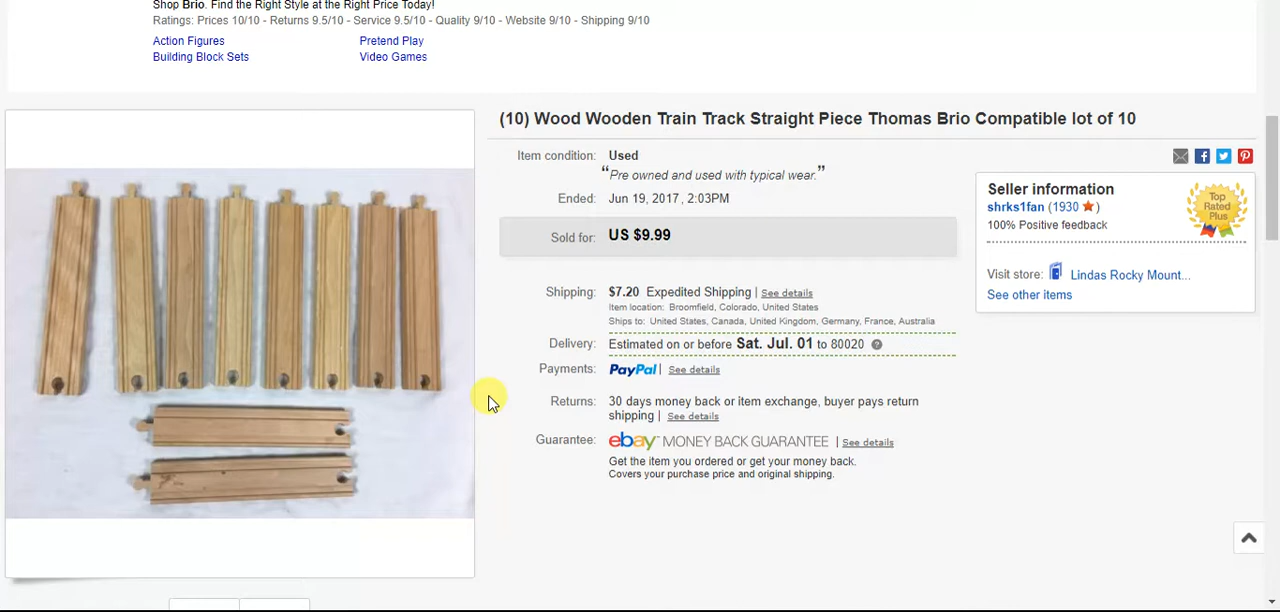 Shop Brio. Find the Right Style at the Right Price Today!
Ratings: Prices 10/10 - Returns 9.5/10 - Service 9.5/10 - Quality 9/10 - Website 9/10 - Shipping 9/10
Action Figures Pretend Play
Building Block Sets Video Games
(10) Wood Wooden Train Track Straight Piece Thomas Brio Compatible lot of 10
Item condition: Used
“Pre owned and used with typical wear.”
Ended: Jun 19, 2017 , 2:03PM
Sold for: US $9.99
Shipping: $7.20 Expedited Shipping | See details
Item location: Broomfield, Colorado, United States
Ships to: United States, Canada, United Kingdom, Germany, France, Australia
Delivery: Estimated on or before Sat. Jul. 01 to 80020 ?
Payments: PayPal | See details
Returns: 30 days money back or item exchange, buyer pays return
shipping | See details
Guarantee: ebay MONEY BACK GUARANTEE | See details
Get the item you ordered or get your money back.
Covers your purchase price and original shipping.
Seller information
shrks1fan (1930 ★ )
100% Positive feedback
Top
Rated
Plus
Visit store: Lindas Rocky Mount...
See other items